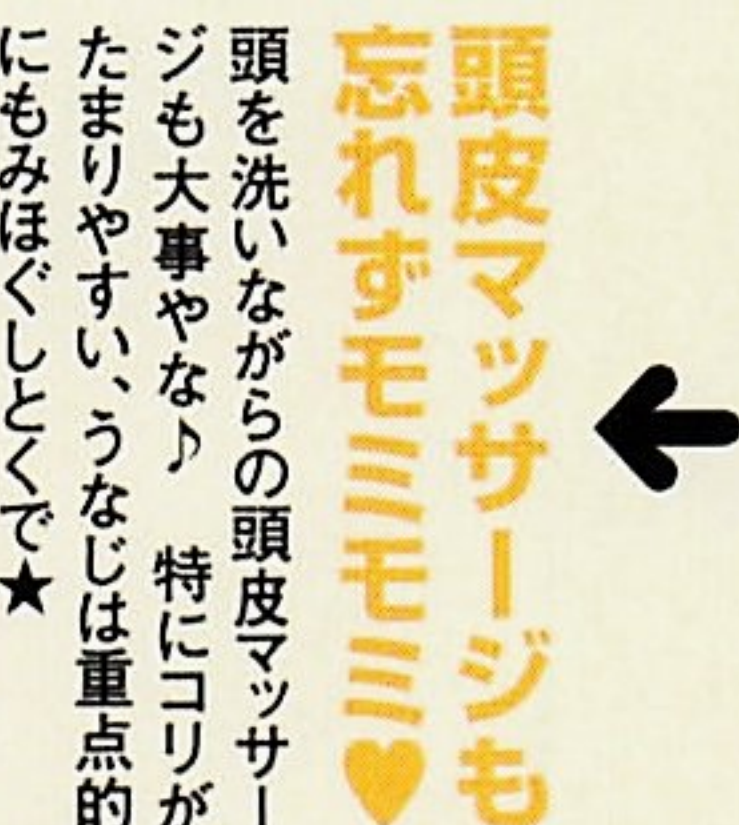 頭皮マッサージも
忘れずモミモミ♥
頭を洗いながらの頭皮マッサー
ジも大事やな♪　特にコリが
たまりやすい、うなじは重点的
にもみほぐしとくで★